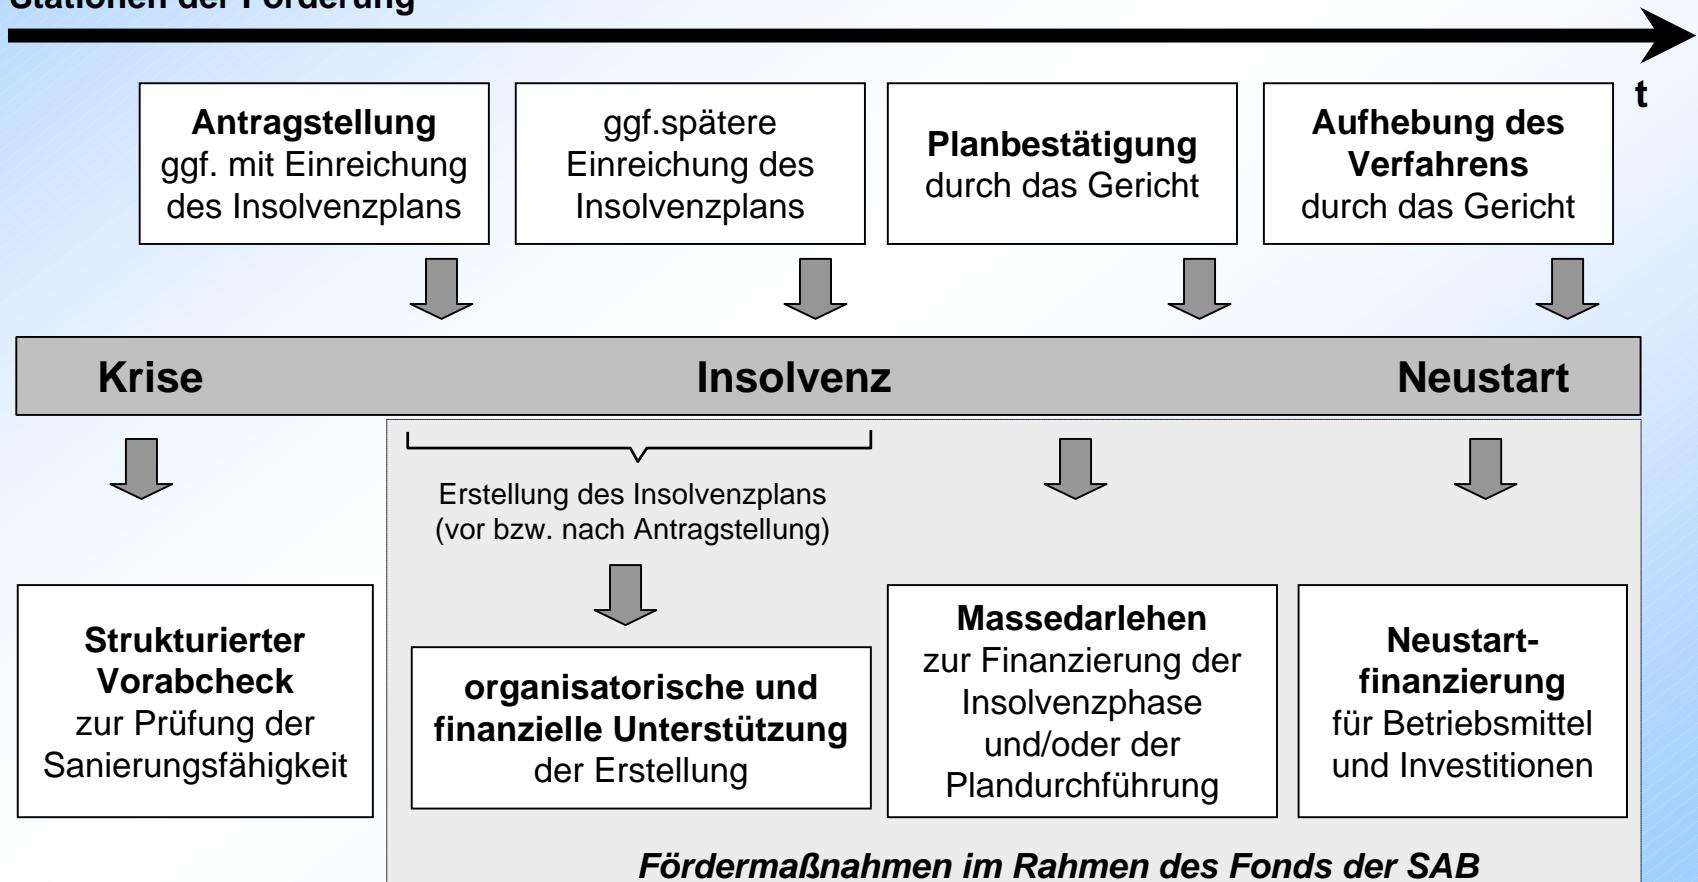 Stationen der Förderung
t
Antragstellung
ggf. mit Einreichung
des Insolvenzplans
ggf.spätere
Einreichung des
Insolvenzplans
Planbestätigung
durch das Gericht
Aufhebung des
Verfahrens
durch das Gericht
Krise
Insolvenz
Neustart
Erstellung des Insolvenzplans
(vor bzw. nach Antragstellung)
Strukturierter
Vorabcheck
zur Prüfung der
Sanierungsfähigkeit
organisatorische und
finanzielle Unterstützung
der Erstellung
Massedarlehen
zur Finanzierung der
Insolvenzphase
und/oder der
Plandurchführung
Neustart-
finanzierung
für Betriebsmittel
und Investitionen
Fördermaßnahmen im Rahmen des Fonds der SAB